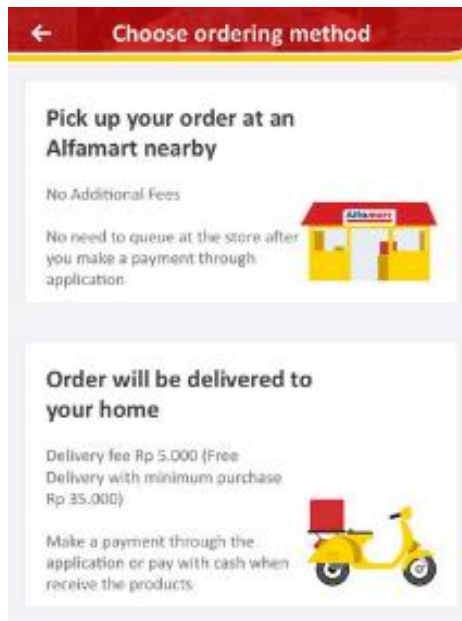 Choose ordering method
Pick up your order at an
Alfamart nearby
No Additional Fees
No need to queue at the store after
you make a payment through
application
Alfamart
Order will be delivered to
your home
Delivery fee Rp 5.000 (Free
Delivery with minimum purchase
Rp 35.000)
Make a payment through the
application or pay with cash when
receive the products